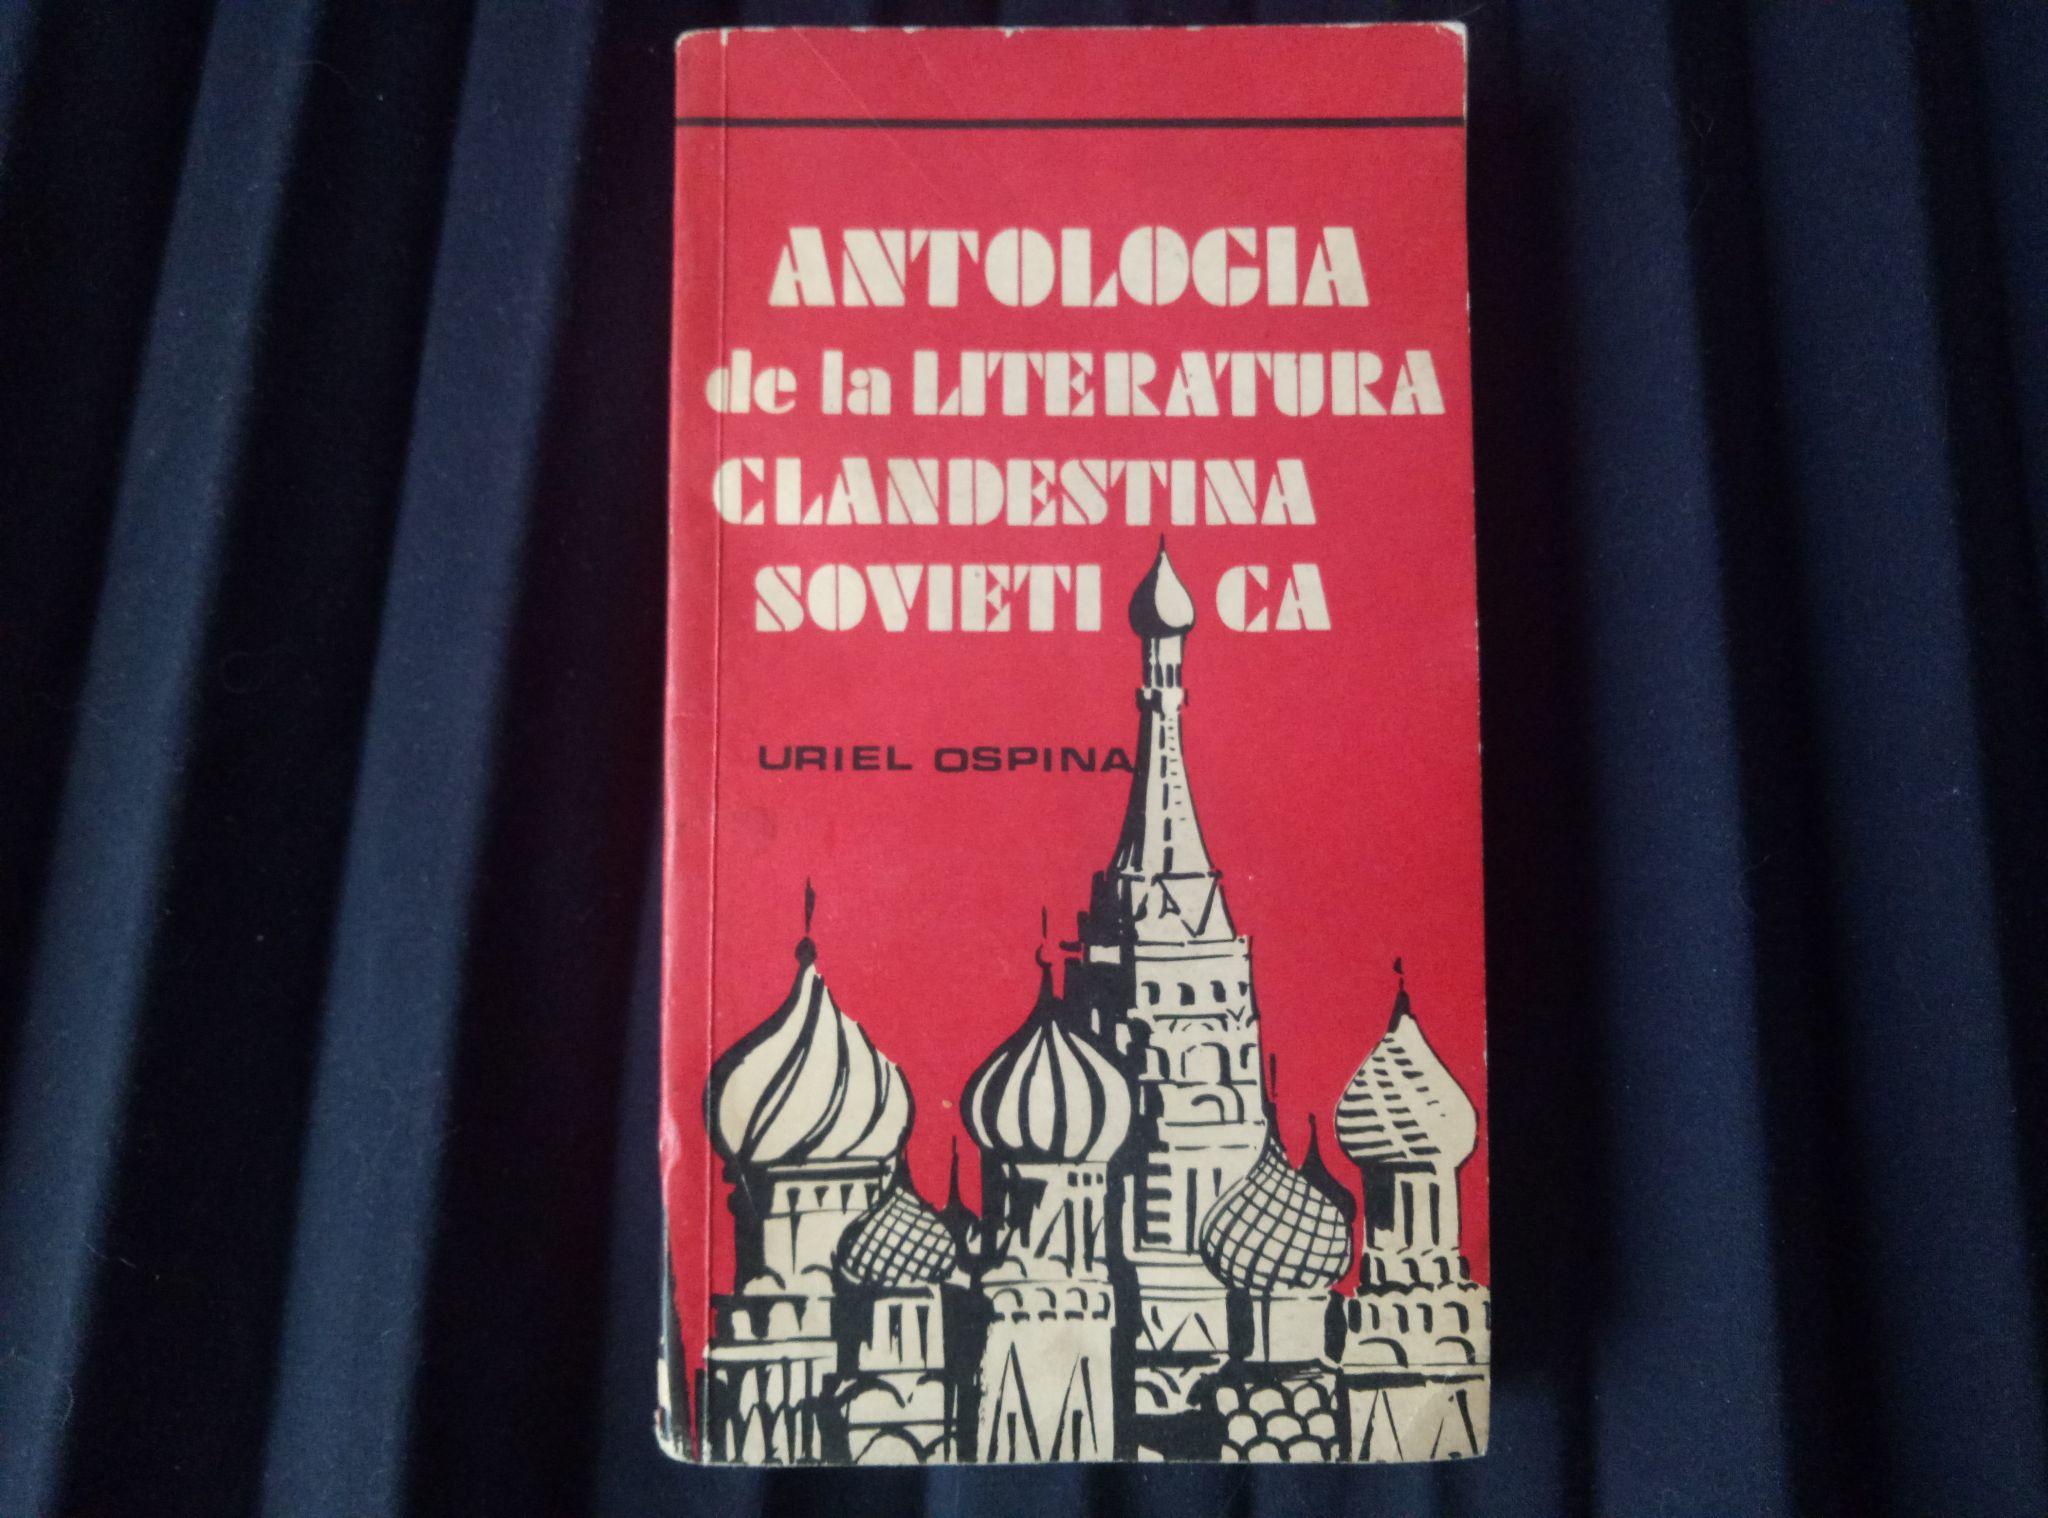 ANTOLOGIA
de la LITERATURA
CLANDESTINA
SOVIETICA
URIEL OSPINA